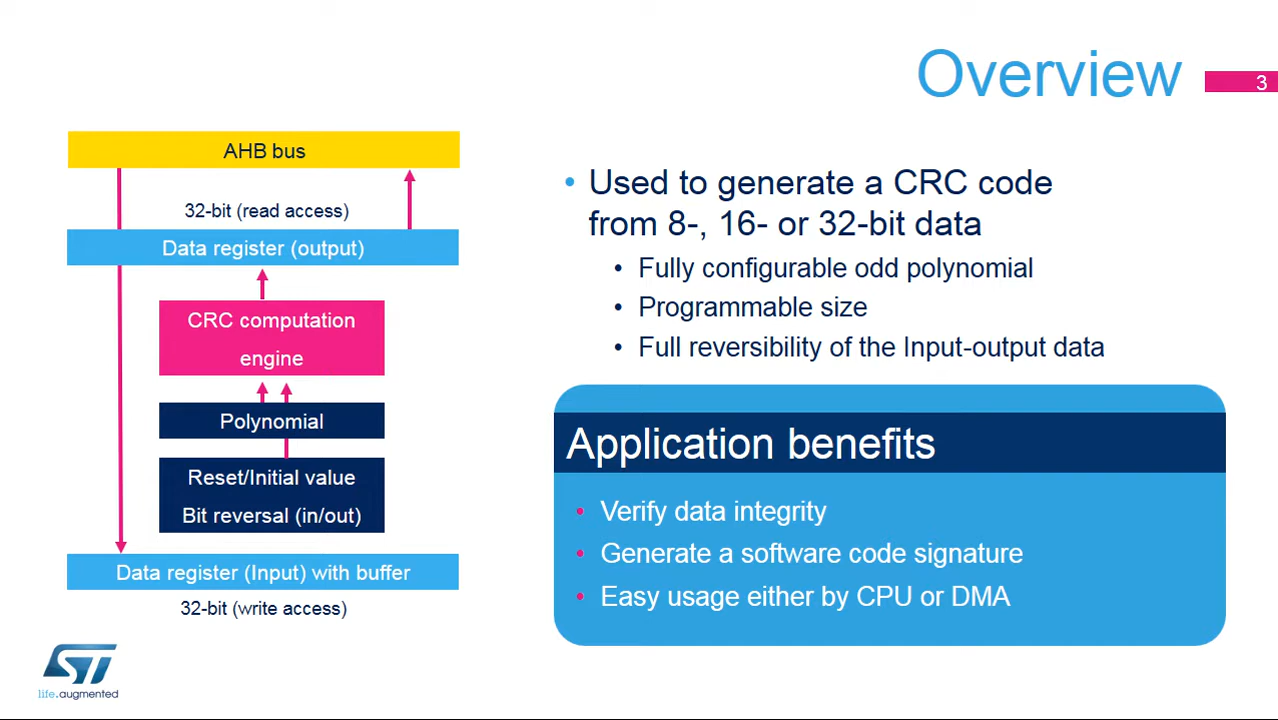 Overview
3
AHB bus
32-bit (read access)
Data register (output)
CRC computation
engine
Polynomial
Reset/Initial value
Bit reversal (in/out)
Data register (Input) with buffer
32-bit (write access)
• Used to generate a CRC code
from 8-, 16- or 32-bit data
• Fully configurable odd polynomial
• Programmable size
• Full reversibility of the Input-output data
Application benefits
• Verify data integrity
• Generate a software code signature
• Easy usage either by CPU or DMA
ST
life.augmented